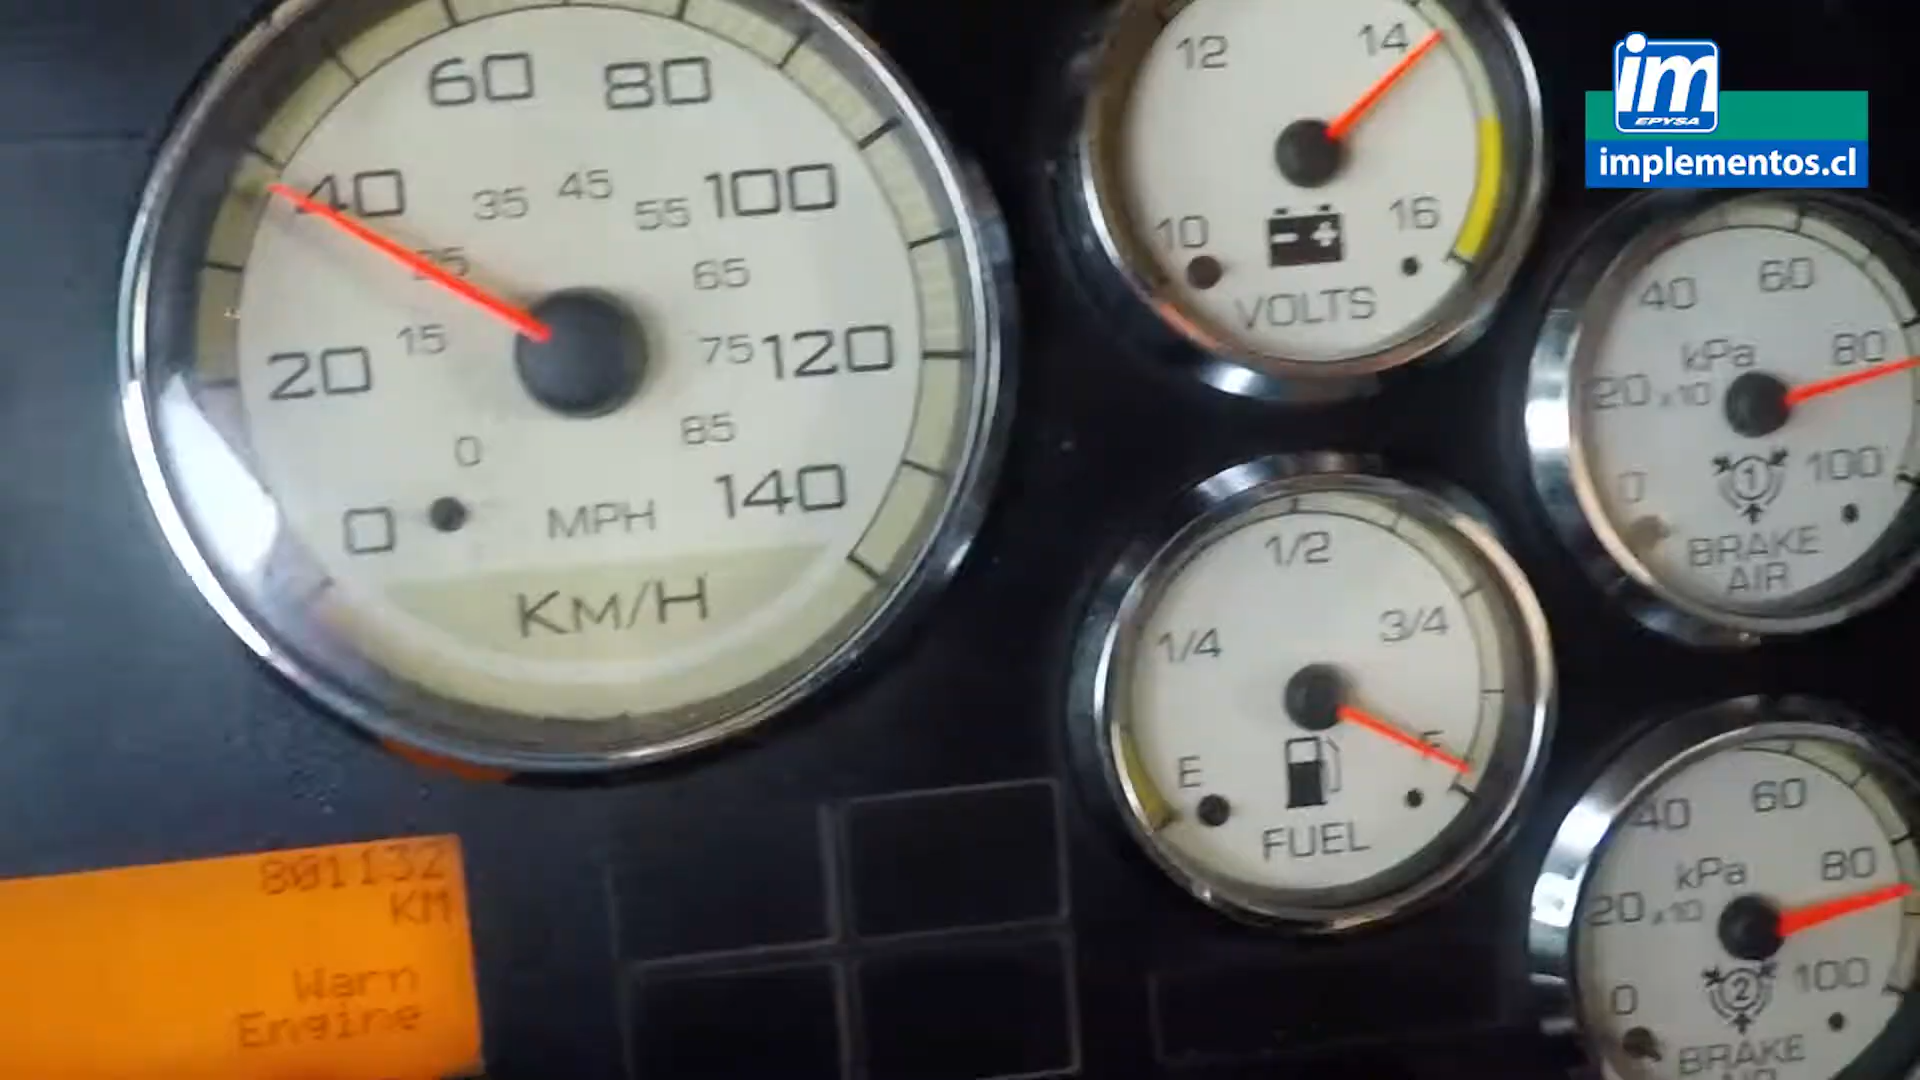 60 80
40 100
35 45 55
25 65
20 15 75 120
0 85
0 MPH 140
KM/H
12 14
10 16
VOLTS
im
EPYSA
implementos.cl
40 60
kPa 80
20 x10
0 1 100
BRAKE
AIR
1/2
1/4 3/4
E F
FUEL
40 60
kPa 80
20 x10
0 2 100
BRAKE
AIR
801132
KM
Warn
Engine